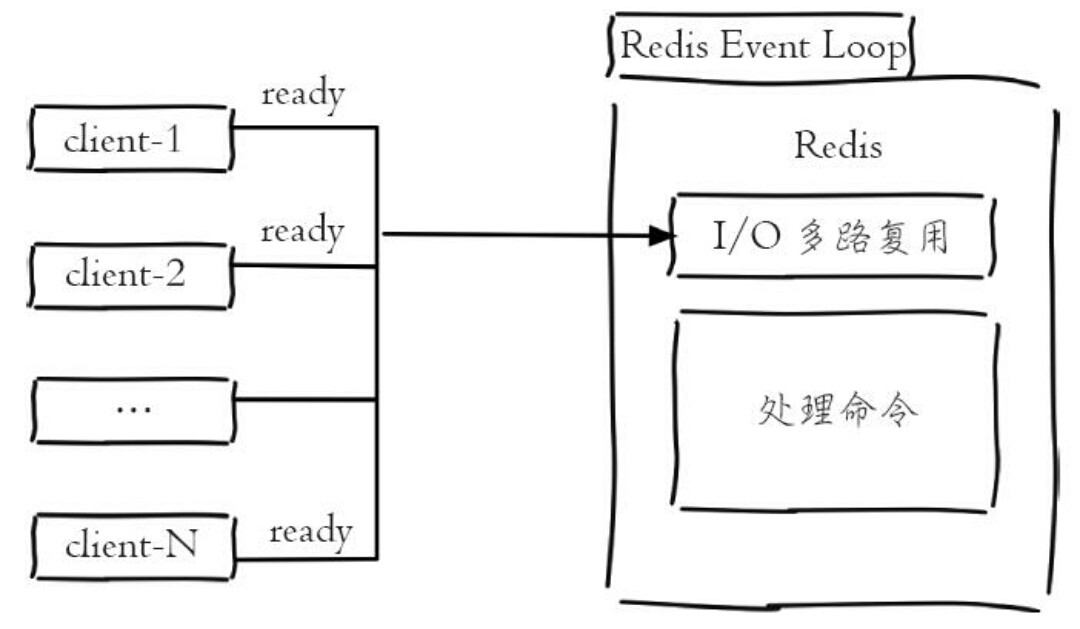 Redis Event Loop
ready
client-1
Redis
ready
I/O 多路复用
client-2
...
处理命令
ready
client-N